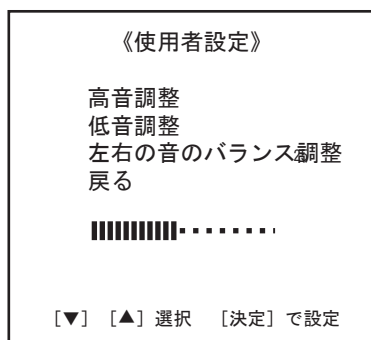 《使用者設定》
高音調整
低音調整
左右の音のバランス調整
戻る
[▼] [▲] 選択 [決定] で設定